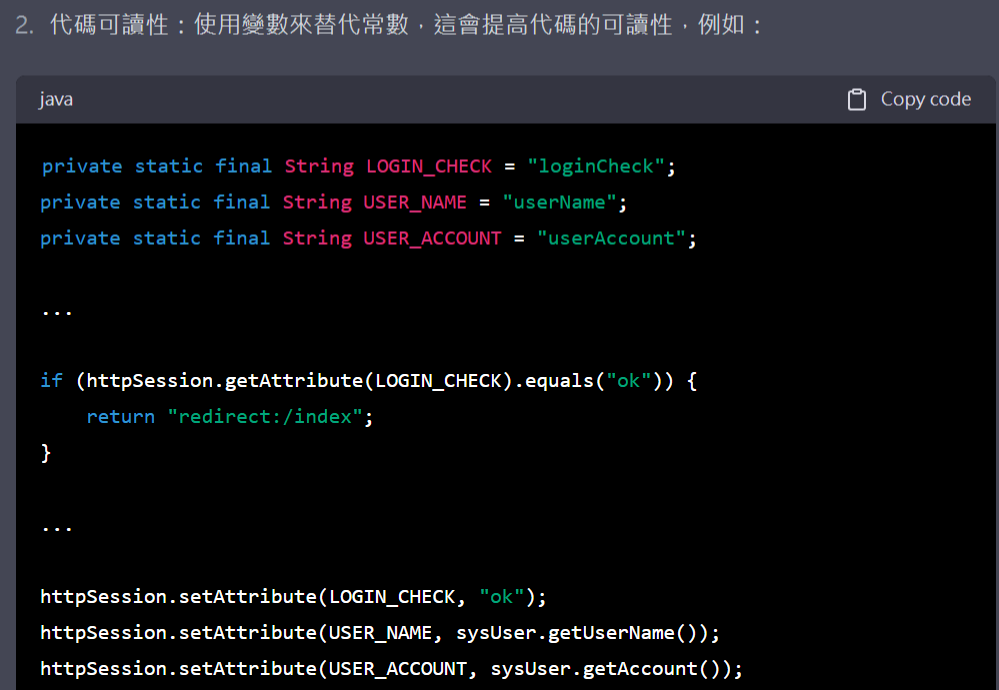 2. 代碼可讀性：使用變數來替代常數，這會提高代碼的可讀性，例如：
java
Copy code
private static final String LOGIN_CHECK = "loginCheck";
private static final String USER_NAME = "userName";
private static final String USER_ACCOUNT = "userAccount";
...
if (httpSession.getAttribute(LOGIN_CHECK).equals("ok")) {
    return "redirect:/index";
}
...
httpSession.setAttribute(LOGIN_CHECK, "ok");
httpSession.setAttribute(USER_NAME, sysUser.getUserName());
httpSession.setAttribute(USER_ACCOUNT, sysUser.getAccount());